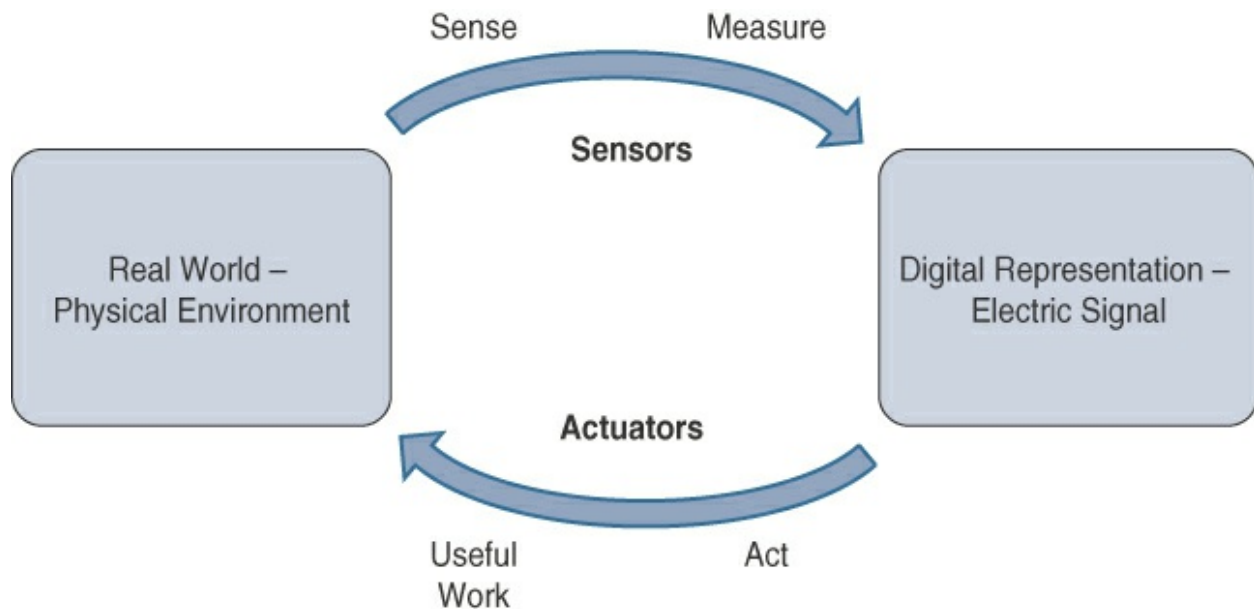 Sense
Measure
Sensors
Real World –
Physical Environment
Digital Representation –
Electric Signal
Actuators
Useful
Work
Act